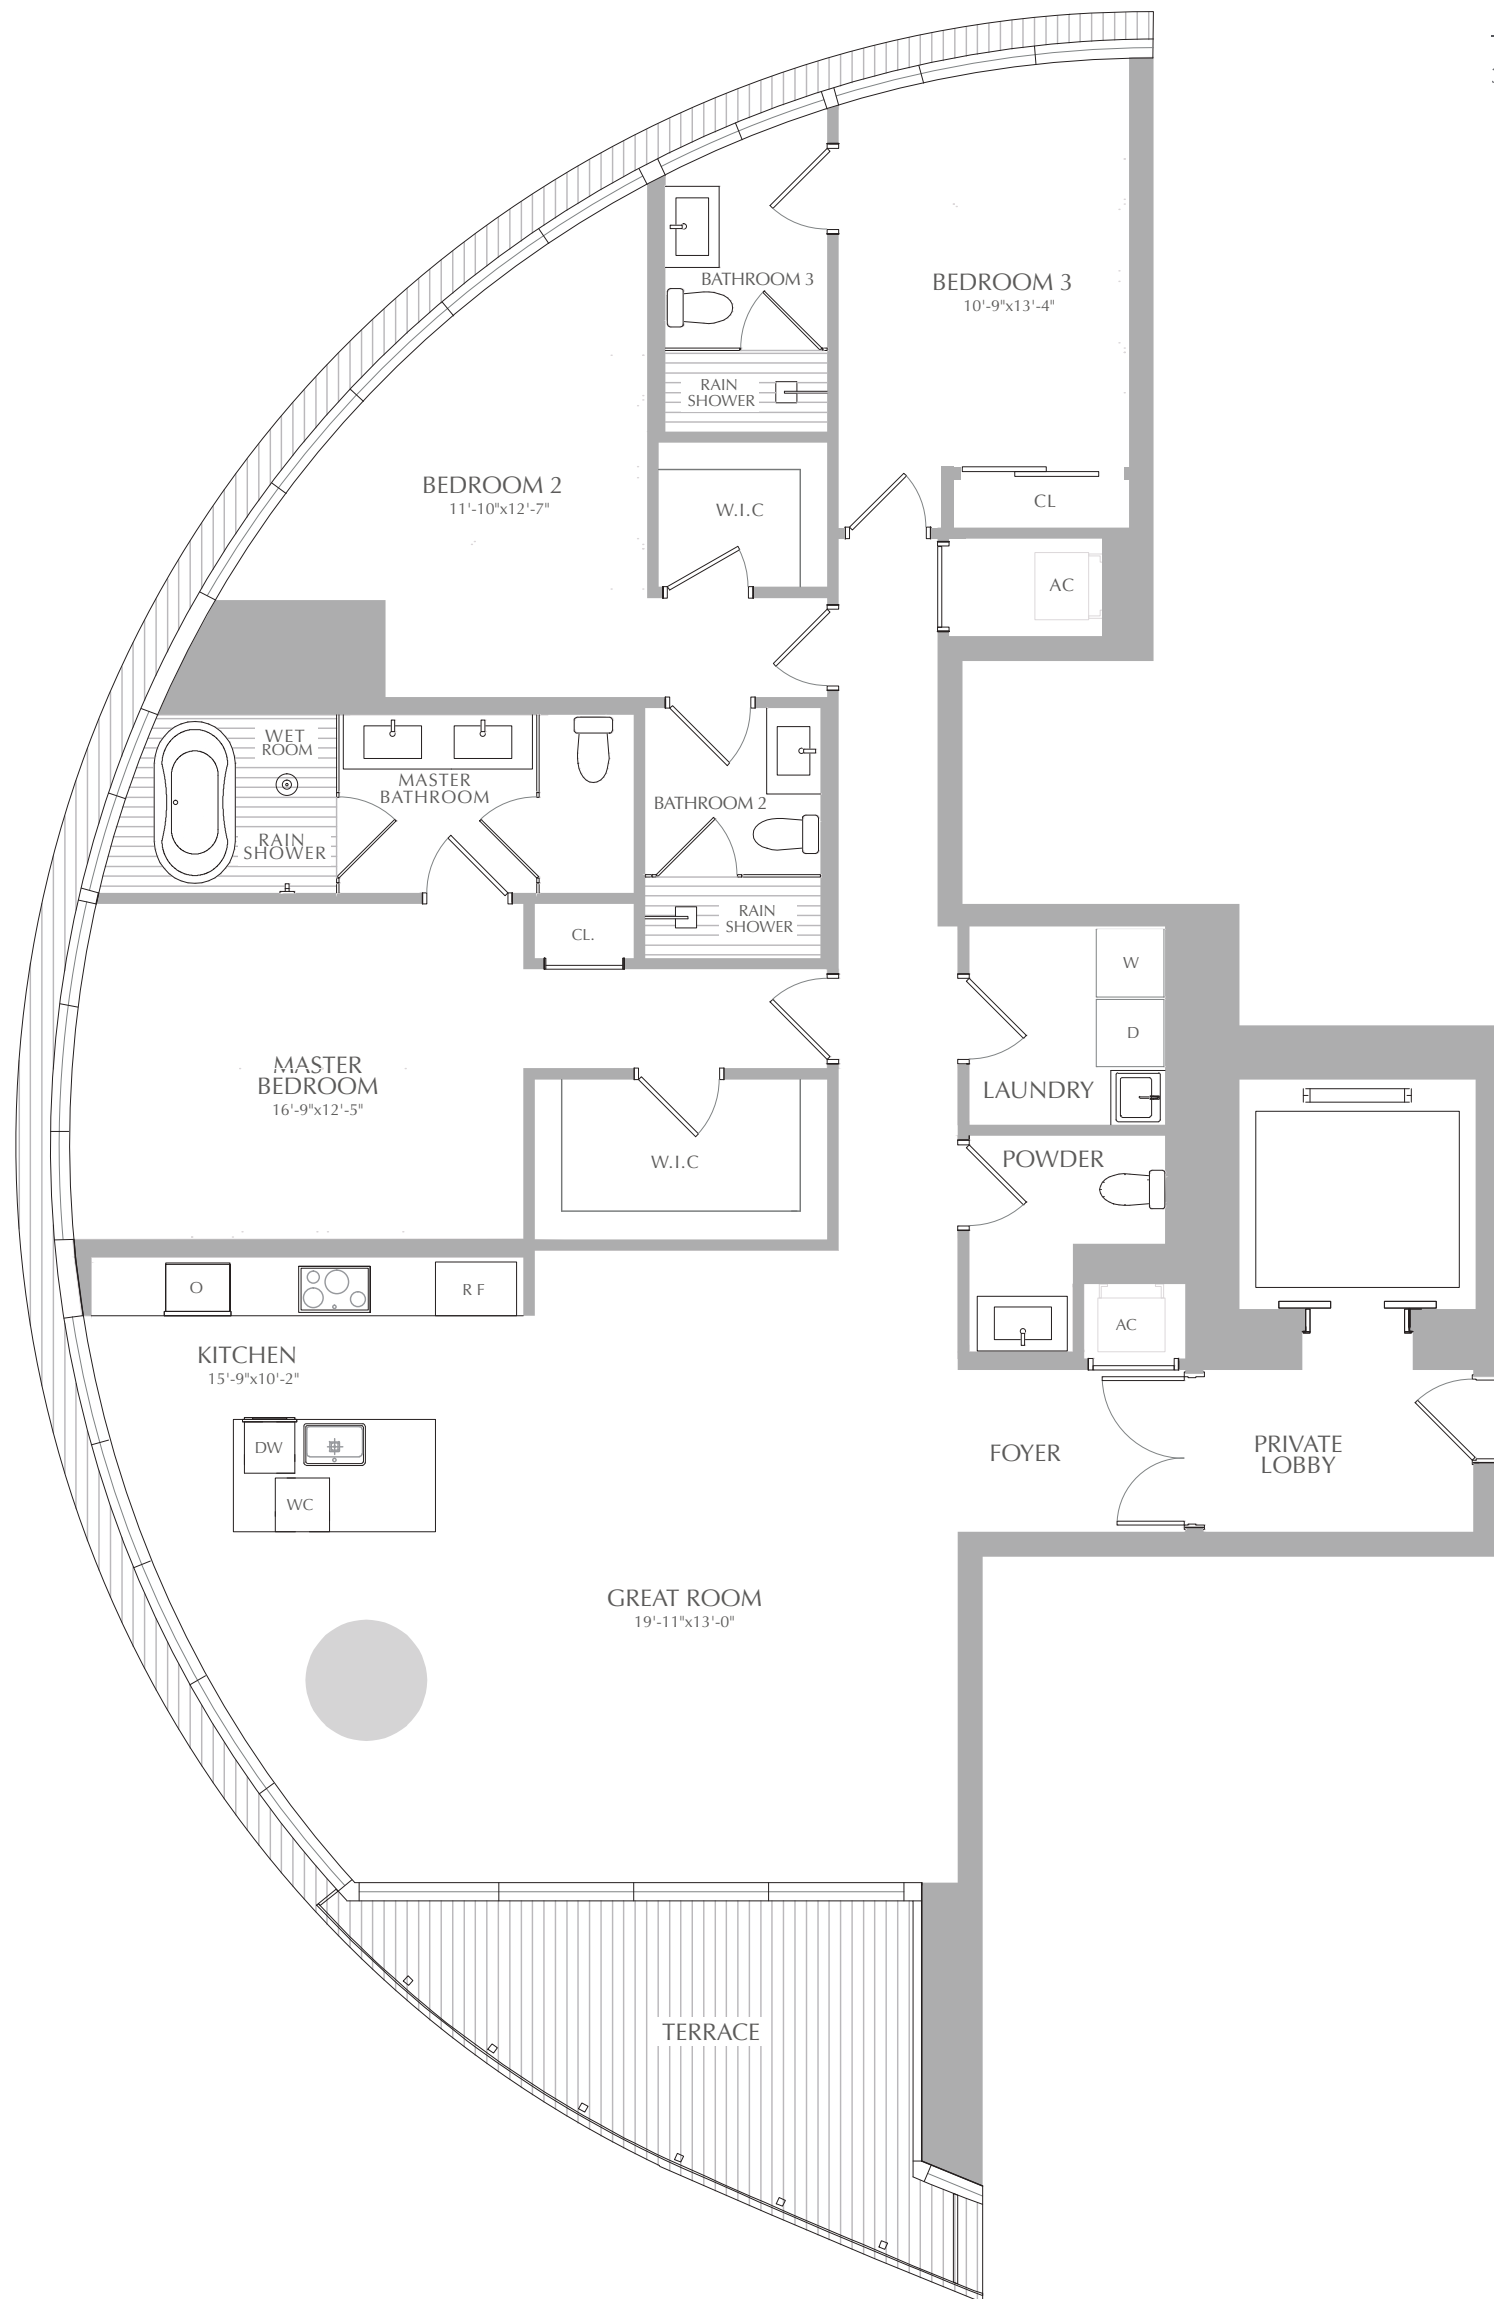 BATHROOM 3
BEDROOM 3
10'-9"x13'-4"
RAIN
SHOWER
BEDROOM 2
11'-10"x12'-7"
W.I.C
CL
AC
WET
ROOM
MASTER
BATHROOM
RAIN
SHOWER
BATHROOM 2
RAIN
SHOWER
CL.
W
D
LAUNDRY
MASTER
BEDROOM
16'-9"x12'-5"
W.I.C
POWDER
O
R F
AC
KITCHEN
15'-9"x10'-2"
DW
WC
FOYER
PRIVATE
LOBBY
GREAT ROOM
19'-11"x13'-0"
TERRACE